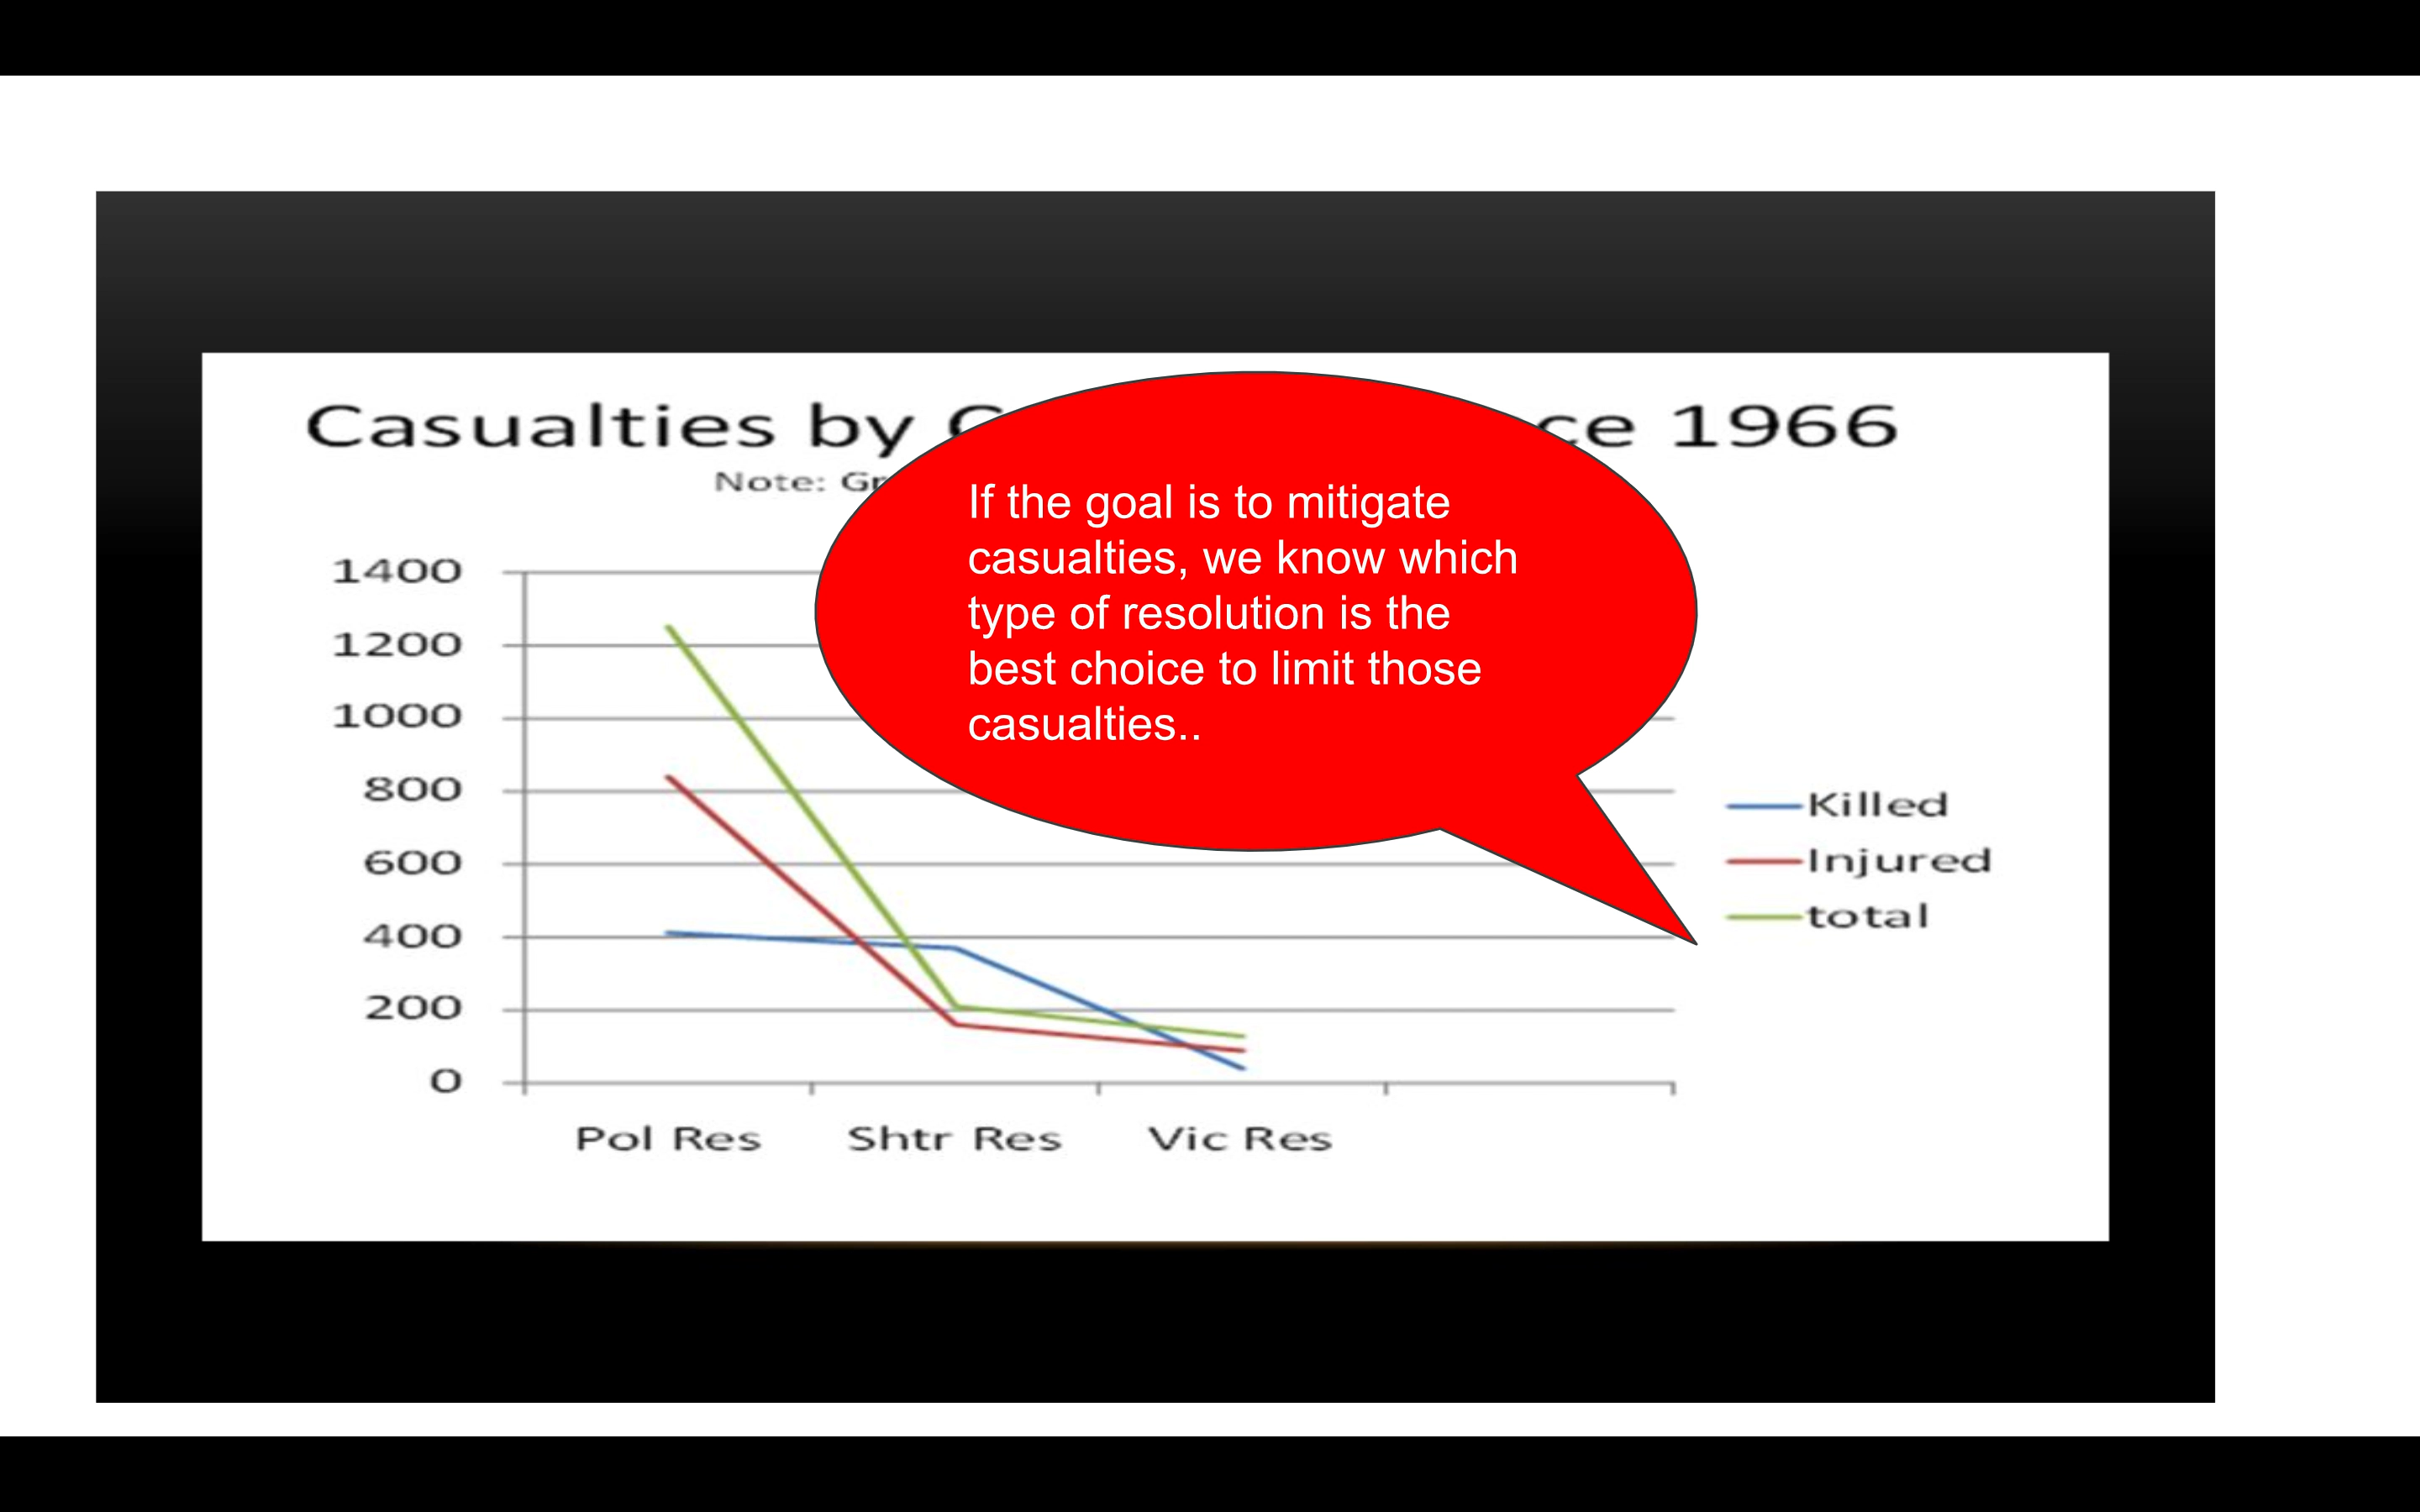 Casualties by
ce 1966
Note:
If the goal is to mitigate
casualties, we know which
type of resolution is the
best choice to limit those
casualties..
1400
1200
1000
800
600
400
200
0
Killed
Injured
total
Pol Res Shtr Res Vic Res